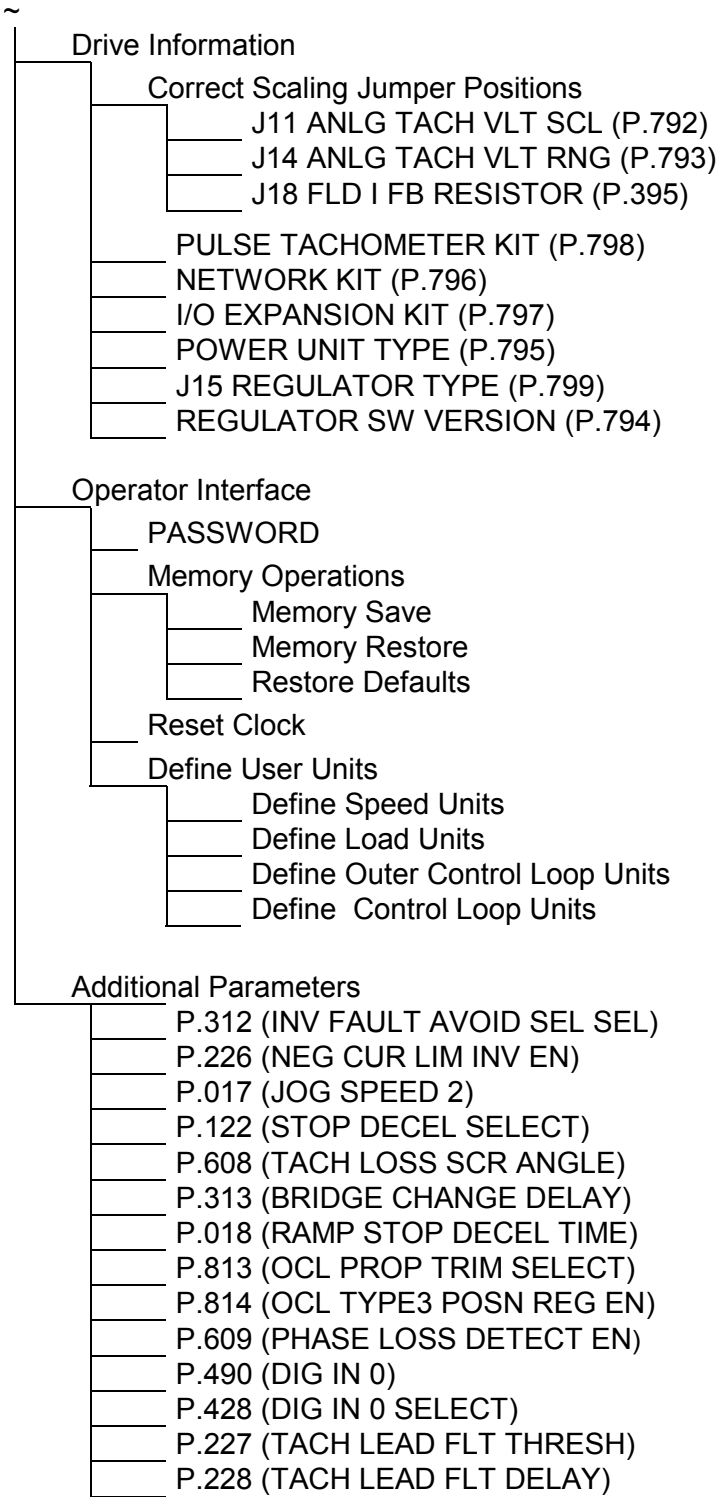 ~
Drive Information
Correct Scaling Jumper Positions
J11 ANLG TACH VLT SCL (P.792)
J14 ANLG TACH VLT RNG (P.793)
J18 FLD I FB RESISTOR (P.395)
PULSE TACHOMETER KIT (P.798)
NETWORK KIT (P.796)
I/O EXPANSION KIT (P.797)
POWER UNIT TYPE (P.795)
J15 REGULATOR TYPE (P.799)
REGULATOR SW VERSION (P.794)
Operator Interface
PASSWORD
Memory Operations
Memory Save
Memory Restore
Restore Defaults
Reset Clock
Define User Units
Define Speed Units
Define Load Units
Define Outer Control Loop Units
Define  Control Loop Units
Additional Parameters
P.312 (INV FAULT AVOID SEL SEL)
P.226 (NEG CUR LIM INV EN)
P.017 (JOG SPEED 2)
P.122 (STOP DECEL SELECT)
P.608 (TACH LOSS SCR ANGLE)
P.313 (BRIDGE CHANGE DELAY)
P.018 (RAMP STOP DECEL TIME)
P.813 (OCL PROP TRIM SELECT)
P.814 (OCL TYPE3 POSN REG EN)
P.609 (PHASE LOSS DETECT EN)
P.490 (DIG IN 0)
P.428 (DIG IN 0 SELECT)
P.227 (TACH LEAD FLT THRESH)
P.228 (TACH LEAD FLT DELAY)